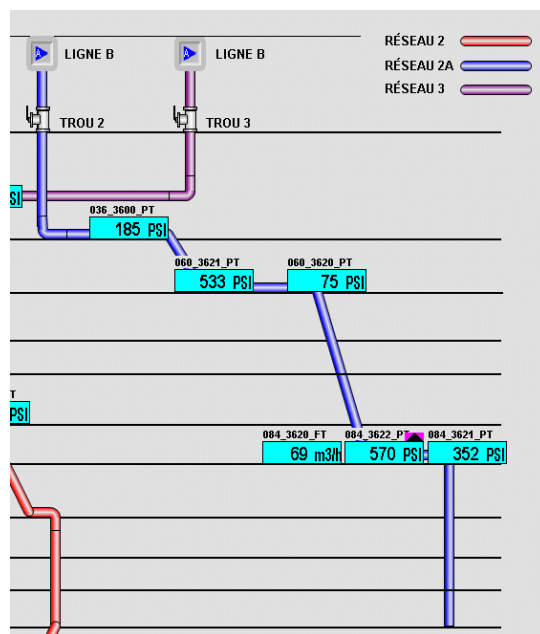 RÉSEAU 2
LIGNE B
LIGNE B
RÉSEAU 2A
RÉSEAU 3
TROU 2
TROU 3
SI
036_3600_PT
185 PSI
060_3621_PT
060_3620_PT
533 PSI
75 PSI
T
PSI
084_3620_FT
084_3622_PT
084_3621_PT
69 m3/h
570 PSI
352 PSI